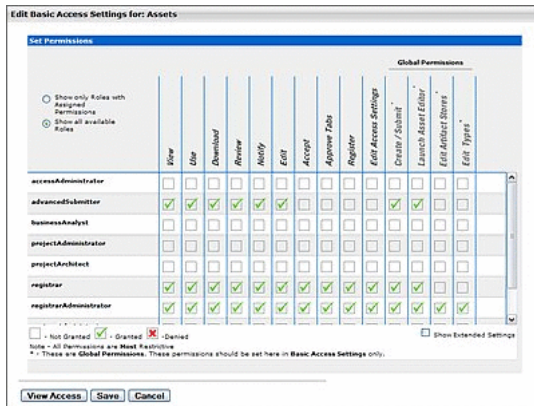 Edit Basic Access Settings for: Assets
Set Permissions
Global Permissions
Show only Roles with
Assigned
Permissions
Show all available
Roles
View
Use
Download
Review
Notify
Edit
Accept
Approve Tabs
Register
Edit Access Settings
Create / Submit *
Launch Asset Editor *
Edit Artifact Stores *
Edit Types *
accessAdministrator
advancedSubmitter
businessAnalyst
projectAdministrator
projectArchitect
registrar
registrarAdministrator
- Not Granted - Granted -Denied
Show Extended Settings
Note - All Permissions are Most Restrictive
* - These are Global Permissions. These permissions should be set here in Basic Access Settings only.
View Access Save Cancel